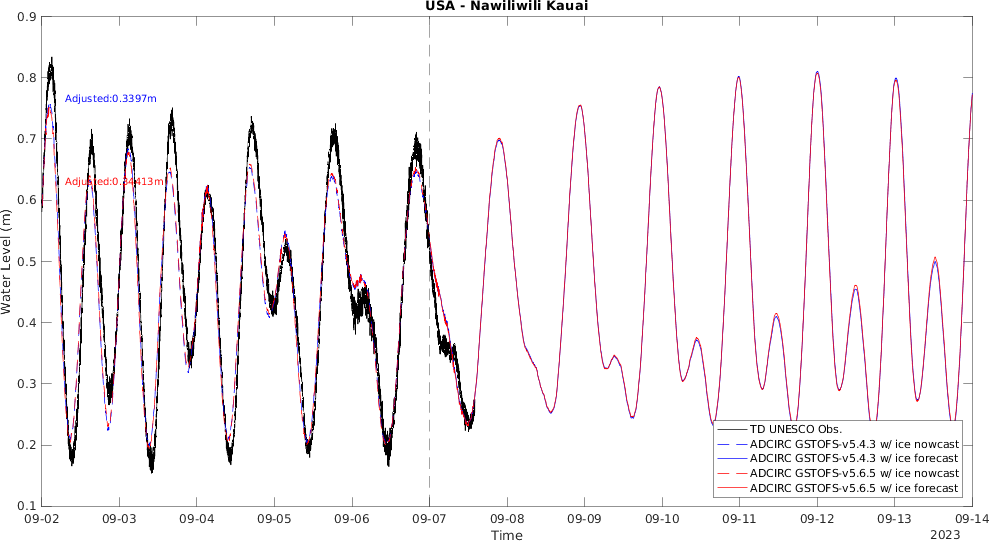 USA - Nawiliwili Kauai
0.9
0.8
0.7
0.6
0.5
0.4
0.3
0.2
0.1
Water Level (m)
Adjusted:0.3397m
Adjusted:0.34413m
TD UNESCO Obs.
ADCIRC GSTOFS-v5.4.3 w/ ice nowcast
ADCIRC GSTOFS-v5.4.3 w/ ice forecast
ADCIRC GSTOFS-v5.6.5 w/ ice nowcast
ADCIRC GSTOFS-v5.6.5 w/ ice forecast
09-02 09-03 09-04 09-05 09-06 09-07 09-08 09-09 09-10 09-11 09-12 09-13 09-14
Time
2023